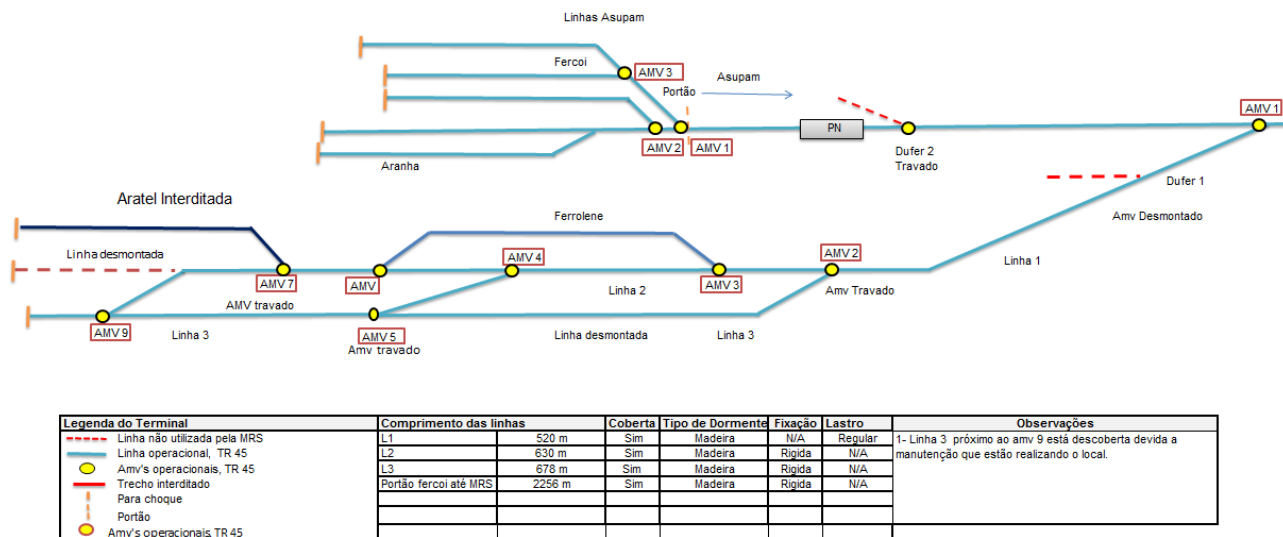 Linhas Asupam
Fercoi
AMV 3
Asupam
Portão
AMV 1
PN
AMV 2
AMV 1
Dufer 2
Travado
Aranha
Dufer 1
Aratel Interditada
Ferrolene
Amv Desmontado
Linha desmontada
AMV 4
AMV 2
Linha 1
AMV 7
AMV
Linha 2
AMV 3
Amv Travado
AMV travado
AMV 9
Linha 3
AMV 5
Linha desmontada
Linha 3
Amv travado
Legenda do Terminal
Linha não utilizada pela MRS
Linha operacional, TR 45
Amv's operacionais, TR 45
Trecho interditado
Para choque
Portão
Amv's operacionais TR 45
Comprimento das linhas Coberta Tipo de Dormente Fixação Lastro
L1 520 m Sim Madeira N/A Regular
L2 630 m Sim Madeira Rigida N/A
L3 678 m Sim Madeira Rigida N/A
Portão fercoi até MRS 2256 m Sim Madeira Rigida N/A
Observações
1- Linha 3 próximo ao amv 9 está descoberta devida a
manutenção que estão realizando o local.